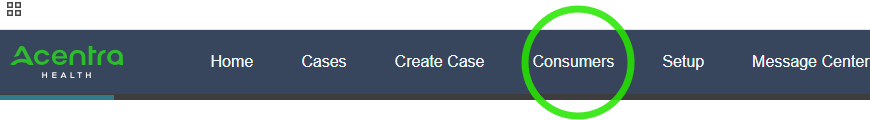 Acentra
HEALTH
Home Cases Create Case Consumers Setup Message Center